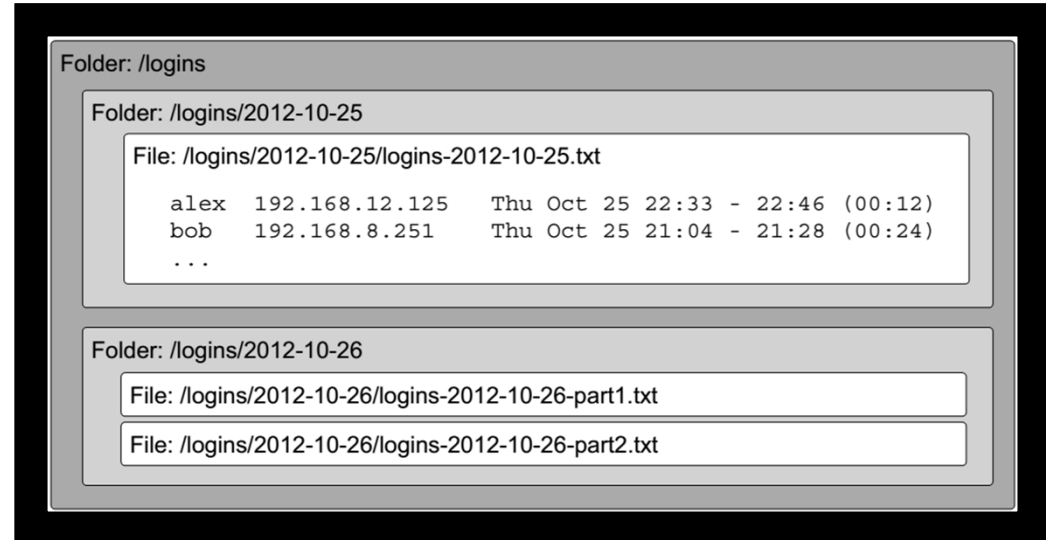 Folder: /logins
Folder: /logins/2012-10-25
File: /logins/2012-10-25/logins-2012-10-25.txt
alex  192.168.12.125   Thu Oct 25 22:33 - 22:46 (00:12)
bob   192.168.8.251    Thu Oct 25 21:04 - 21:28 (00:24)
...
Folder: /logins/2012-10-26
File: /logins/2012-10-26/logins-2012-10-26-part1.txt
File: /logins/2012-10-26/logins-2012-10-26-part2.txt